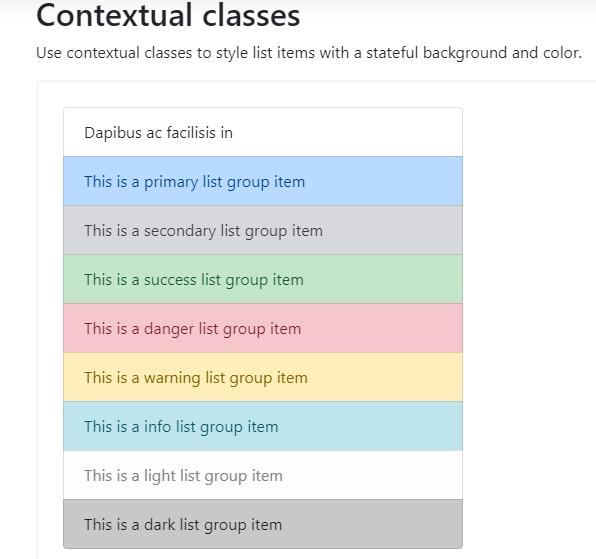 Contextual classes
Use contextual classes to style list items with a stateful background and color.
Dapibus ac facilisis in
This is a primary list group item
This is a secondary list group item
This is a success list group item
This is a danger list group item
This is a warning list group item
This is a info list group item
This is a light list group item
This is a dark list group item